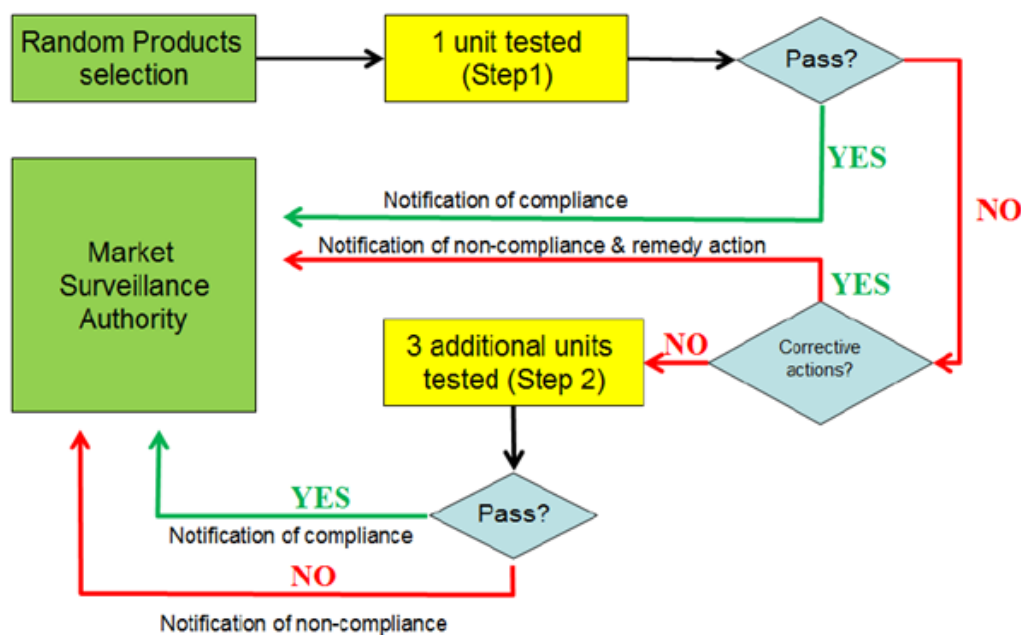 Random Products
selection
1 unit tested
(Step1)
Pass?
YES
NO
Notification of compliance
Notification of non-compliance & remedy action
YES
Market
Surveillance
Authority
3 additional units
tested (Step 2)
NO
Corrective
actions?
YES
Pass?
Notification of compliance
NO
Notification of non-compliance